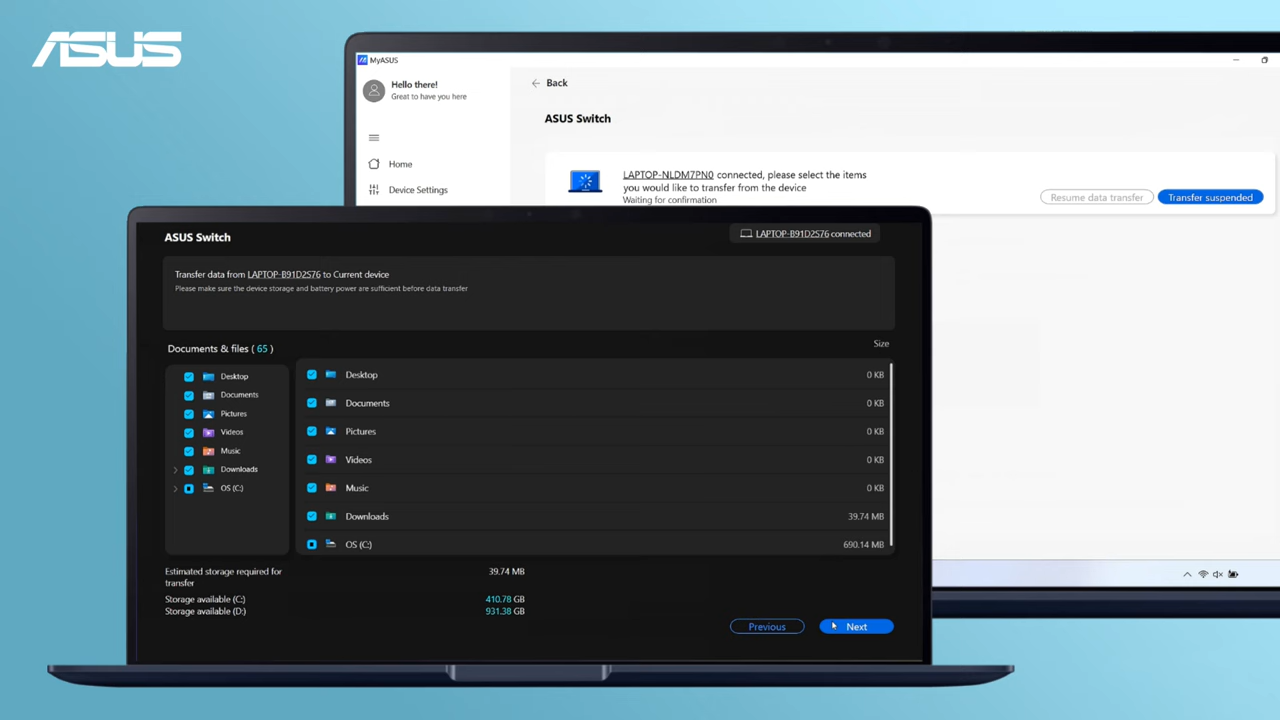 ASUS
MyASUS
Hello there!
Great to have you here
Back
ASUS Switch
Home
Device Settings
LAPTOP-NLDM7PN0 connected, please select the items
you would like to transfer from the device
Waiting for confirmation
Resume data transfer
Transfer suspended
ASUS Switch
LAPTOP-B91D2S76 connected
Transfer data from LAPTOP-B91D2S76 to Current device
Please make sure the device storage and battery power are sufficient before data transfer
Documents & files ( 65 )
Size
Desktop
Documents
Pictures
Videos
Music
Downloads
OS (C:)
Desktop 0 KB
Documents 0 KB
Pictures 0 KB
Videos 0 KB
Music 0 KB
Downloads 39.74 MB
OS (C:) 690.14 MB
Estimated storage required for 39.74 MB
transfer
Storage available (C:) 410.78 GB
Storage available (D:) 931.38 GB
Previous
Next